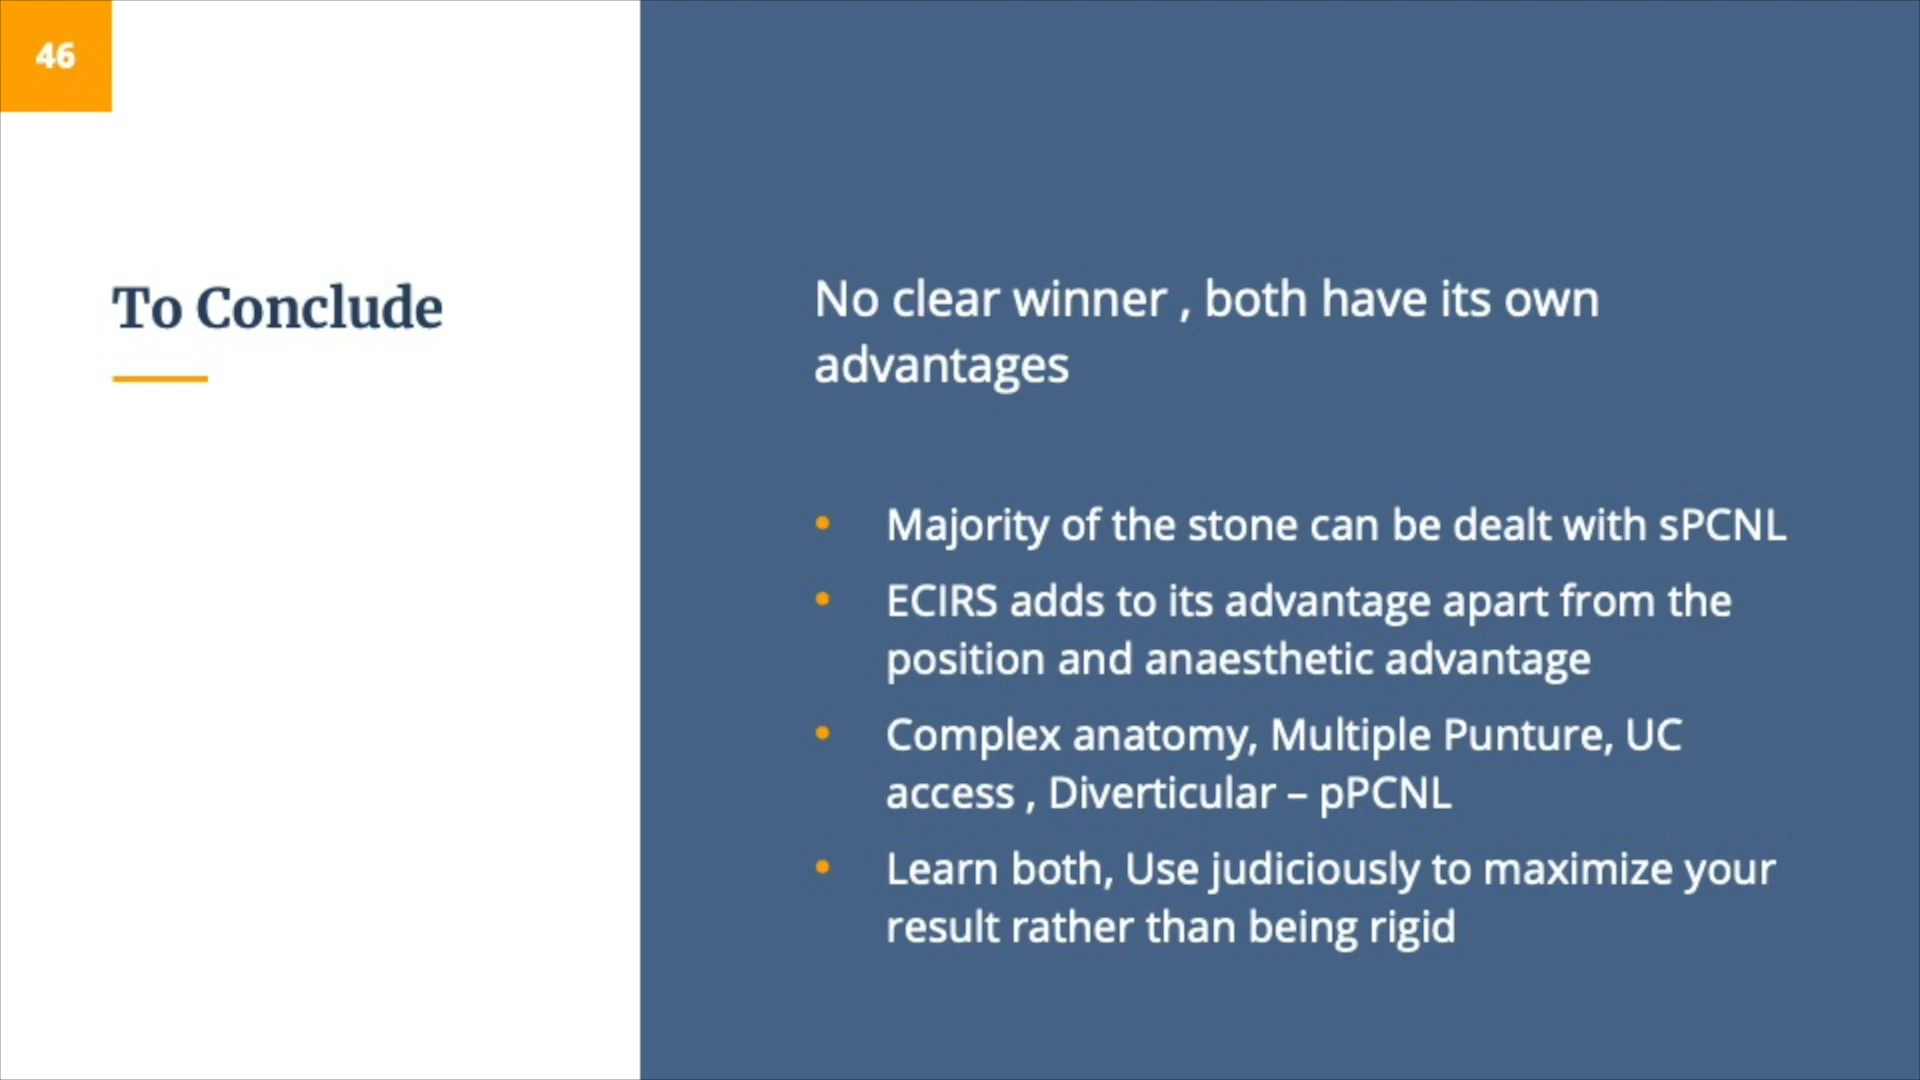 46
To Conclude
No clear winner , both have its own
advantages
• Majority of the stone can be dealt with sPCNL
• ECIRS adds to its advantage apart from the
position and anaesthetic advantage
• Complex anatomy, Multiple Punture, UC
access , Diverticular – pPCNL
• Learn both, Use judiciously to maximize your
result rather than being rigid